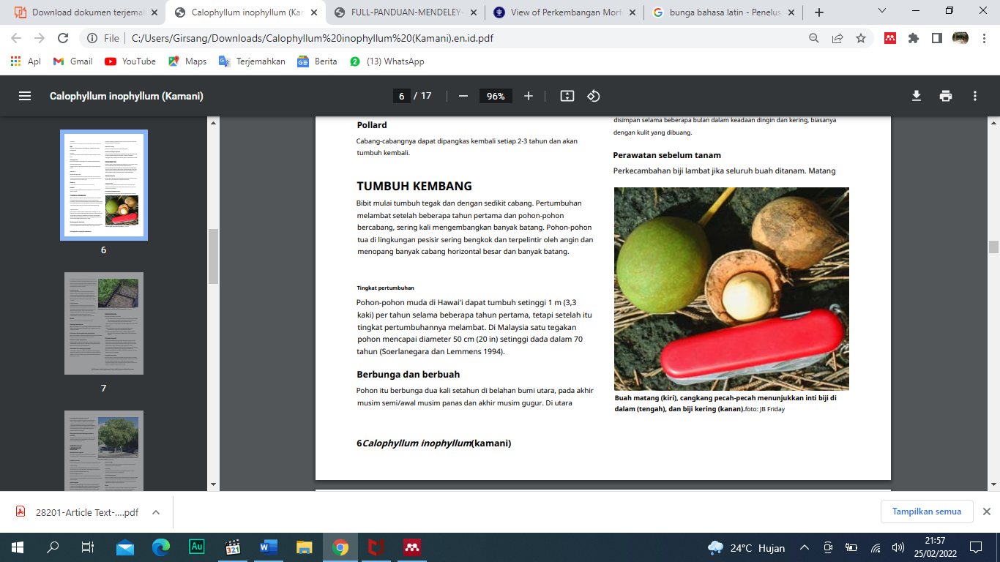 Download dokumen terjemal
Calophyllum inophyllum (Kam
FULL-PANDUAN-MENDELEY-
View of Perkembangan Morf
bunga bahasa latin - Penelus
File
C:/Users/Girsang/Downloads/Calophyllum%20inophyllum%20(Kamani).en.id.pdf
Apl
Gmail
YouTube
Maps
Terjemahkan
Berita
(13) WhatsApp
Calophyllum inophyllum (Kamani)
6 / 17
96%
6
7
Pollard
Cabang-cabangnya dapat dipangkas kembali setiap 2-3 tahun dan akan
tumbuh kembali.
TUMBUH KEMBANG
Bibit mulai tumbuh tegak dan dengan sedikit cabang. Pertumbuhan
melambat setelah beberapa tahun pertama dan pohon-pohon
bercabang, sering kali mengembangkan banyak batang. Pohon-pohon
tua di lingkungan pesisir sering bengkok dan terpelintir oleh angin dan
menopang banyak cabang horizontal besar dan banyak batang.
Tingkat pertumbuhan
Pohon-pohon muda di Hawai'i dapat tumbuh setinggi 1 m (3,3
kaki) per tahun selama beberapa tahun pertama, tetapi setelah itu
tingkat pertumbuhannya melambat. Di Malaysia satu tegakan
pohon mencapai diameter 50 cm (20 in) setinggi dada dalam 70
tahun (Soerlanegara dan Lemmens 1994).
Berbunga dan berbuah
Pohon itu berbunga dua kali setahun di belahan bumi utara, pada akhir
musim semi/awal musim panas dan akhir musim gugur. Di utara
6Calophyllum inophyllum(kamani)
disimpan selama beberapa bulan dalam keadaan dingin dan kering, biasanya
dengan kulit yang dibuang.
Perawatan sebelum tanam
Perkecambahan biji lambat jika seluruh buah ditanam. Matang
Buah matang (kiri), cangkang pecah-pecah menunjukkan inti biji di
dalam (tengah), dan biji kering (kanan).foto: JB Friday
28201-Article Text-....pdf
Tampilkan semua
Au
321
24°C Hujan
21:57
25/02/2022